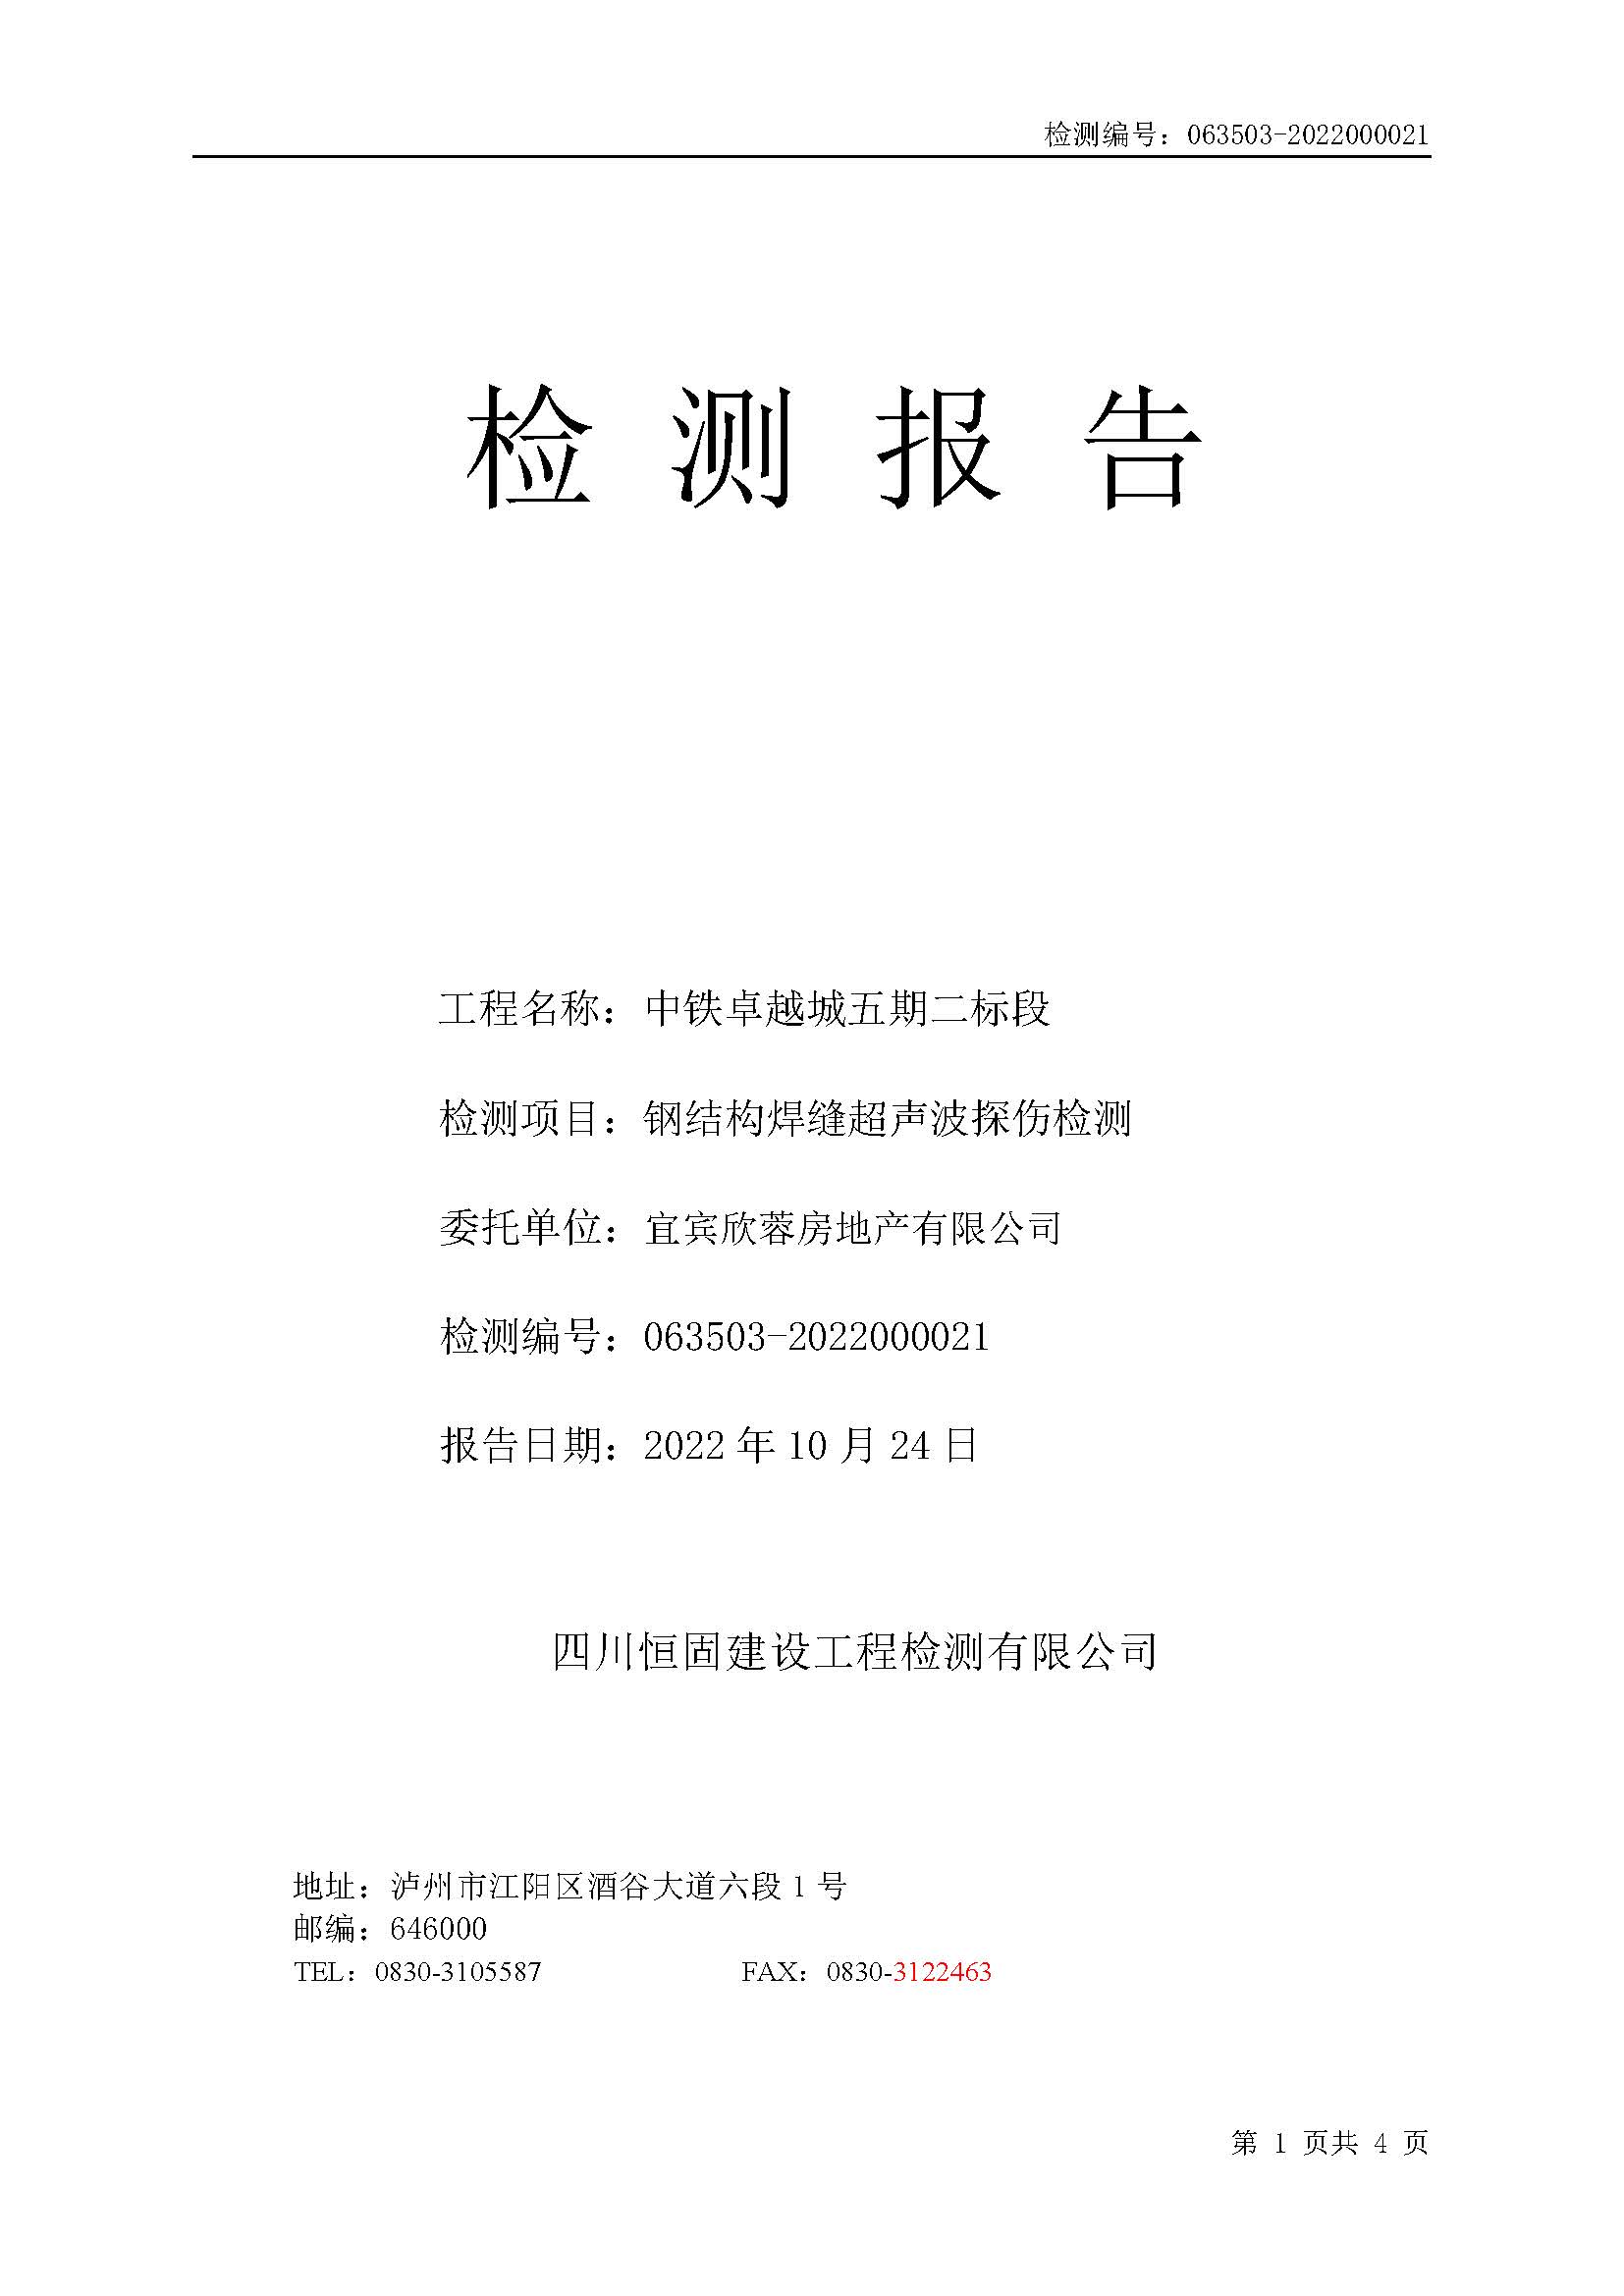 检测编号：063503-2022000021
检测报告
工程名称：中铁卓越城五期二标段
检测项目：钢结构焊缝超声波探伤检测
委托单位：宜宾欣蓉房地产有限公司
检测编号：063503-2022000021
报告日期：2022 年 10 月 24 日
四川恒固建设工程检测有限公司
地址：泸州市江阳区酒谷大道六段 1 号
邮编：646000
TEL：0830-3105587 FAX：0830-3122463
第 1 页共 4 页